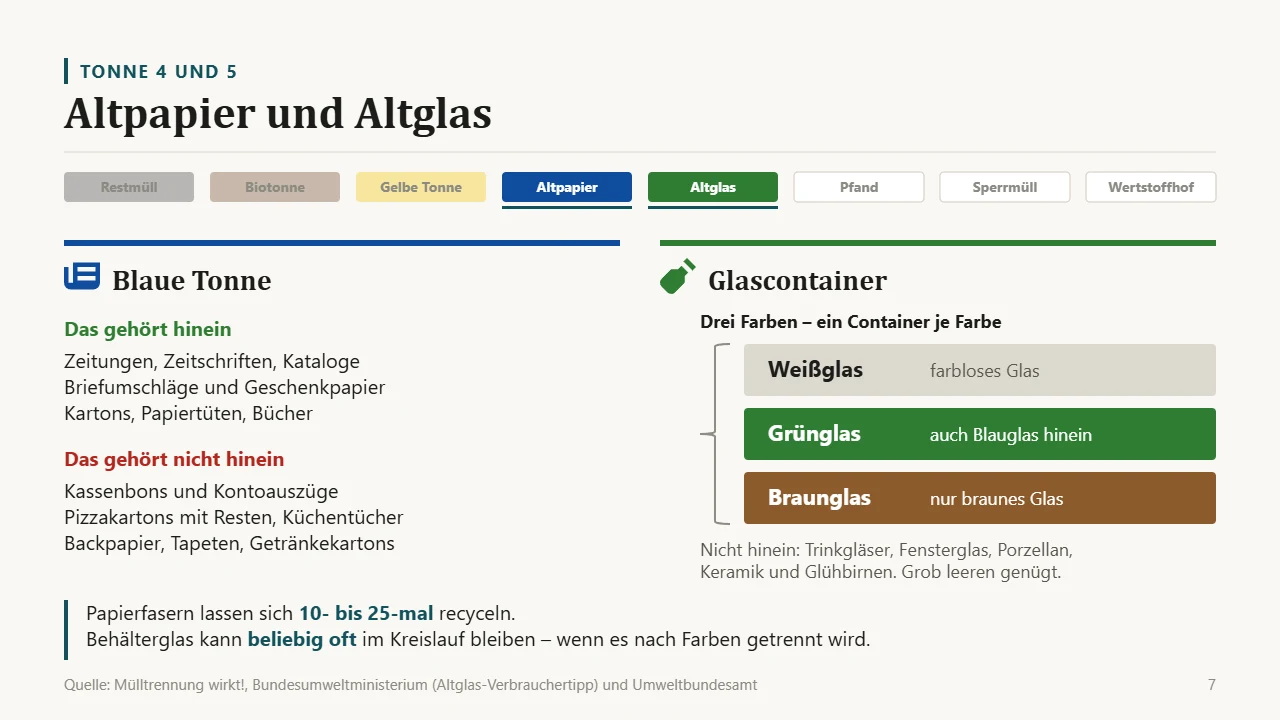 TONNE 4 UND 5
Altpapier und Altglas
Restmüll
Biotonne
Gelbe Tonne
Altpapier
Altglas
Pfand
Sperrmüll
Wertstoffhof
Blaue Tonne
Das gehört hinein
Zeitungen, Zeitschriften, Kataloge
Briefumschläge und Geschenkpapier
Kartons, Papiertüten, Bücher
Das gehört nicht hinein
Kassenbons und Kontoauszüge
Pizzakartons mit Resten, Küchentücher
Backpapier, Tapeten, Getränkekartons
Glascontainer
Drei Farben – ein Container je Farbe
Weißglas farbloses Glas
Grünglas auch Blauglas hinein
Braunglas nur braunes Glas
Nicht hinein: Trinkgläser, Fensterglas, Porzellan,
Keramik und Glühbirnen. Grob leeren genügt.
Papierfasern lassen sich 10- bis 25-mal recyceln.
Behälterglas kann beliebig oft im Kreislauf bleiben – wenn es nach Farben getrennt wird.
Quelle: Mülltrennung wirkt!, Bundesumweltministerium (Altglas-Verbrauchertipp) und Umweltbundesamt
7